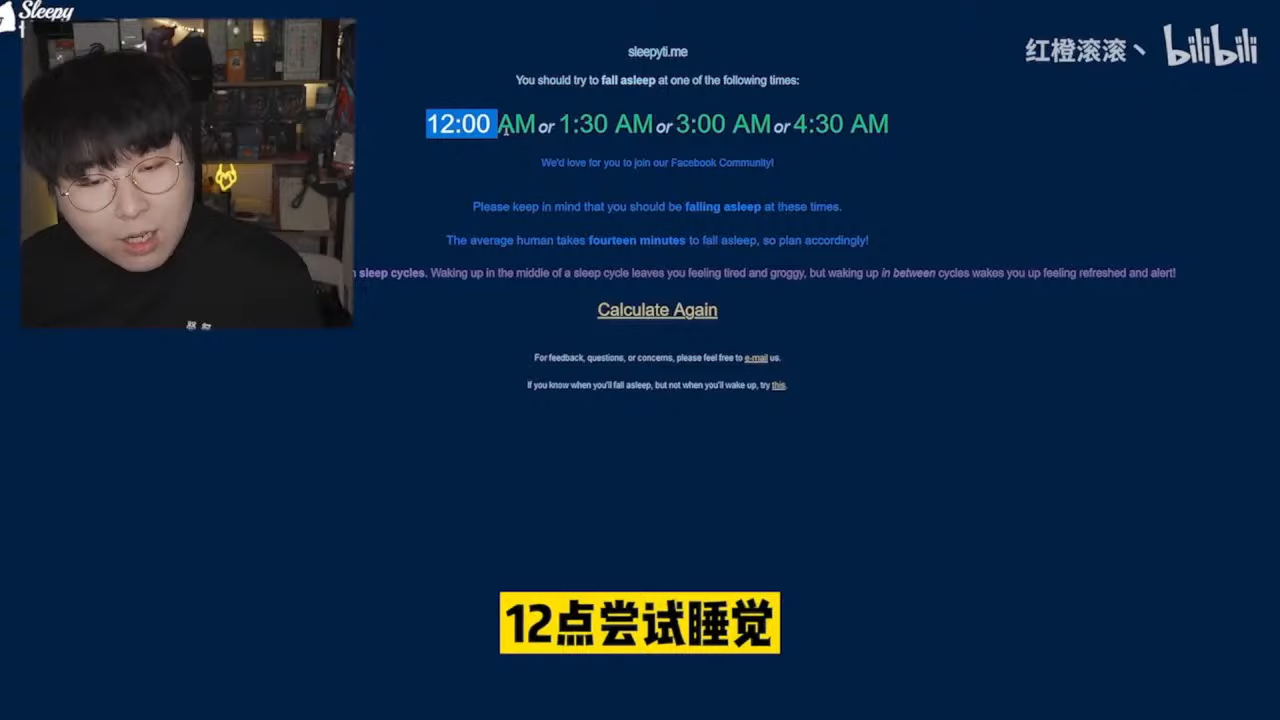 Sleepy
红橙滚滚丶 bilibili
sleepyti.me
You should try to fall asleep at one of the following times:
12:00 AM or 1:30 AM or 3:00 AM or 4:30 AM
We'd love for you to join our Facebook Community!
Please keep in mind that you should be falling asleep at these times.
The average human takes fourteen minutes to fall asleep, so plan accordingly!
sleep cycles. Waking up in the middle of a sleep cycle leaves you feeling tired and groggy, but waking up in between cycles wakes you up feeling refreshed and alert!
Calculate Again
For feedback, questions, or concerns, please feel free to e-mail us.
If you know when you'll fall asleep, but not when you'll wake up, try this.
12点尝试睡觉